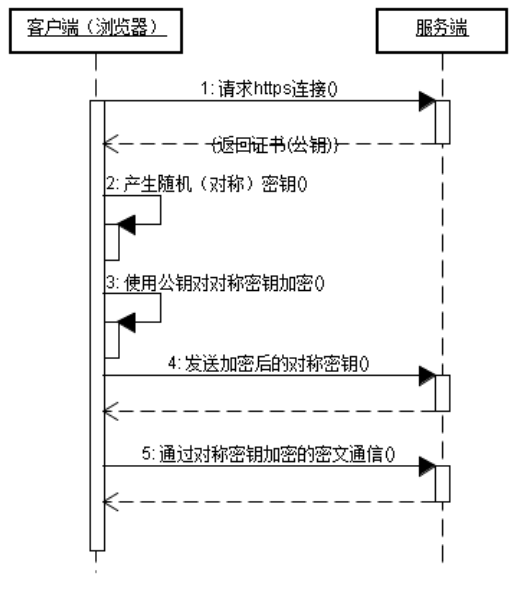 客户端（浏览器）
服务端
1: 请求https连接()
(返回证书(公钥)}
2: 产生随机（对称）密钥()
3: 使用公钥对对称密钥加密()
4: 发送加密后的对称密钥()
5: 通过对称密钥加密的密文通信()